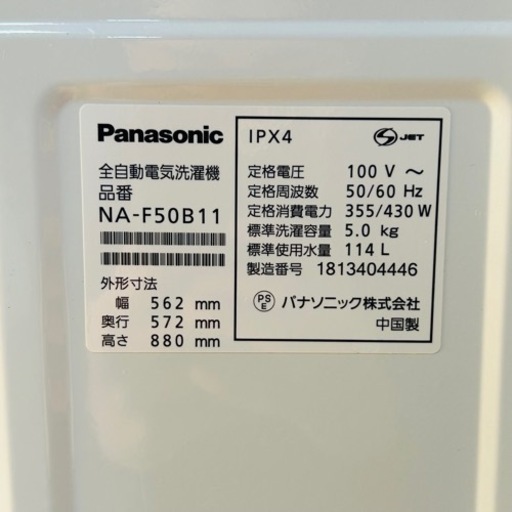 Panasonic
全自動電気洗濯機
品番
NA-F50B11
外形寸法
幅 562 mm
奥行 572 mm
高さ 880 mm
IPX4
S JET
定格電圧 100 V ～
定格周波数 50/60 Hz
定格消費電力 355/430 W
標準洗濯容量 5.0 kg
標準使用水量 114 L
製造番号 1813404446
PSE パナソニック株式会社
中国製